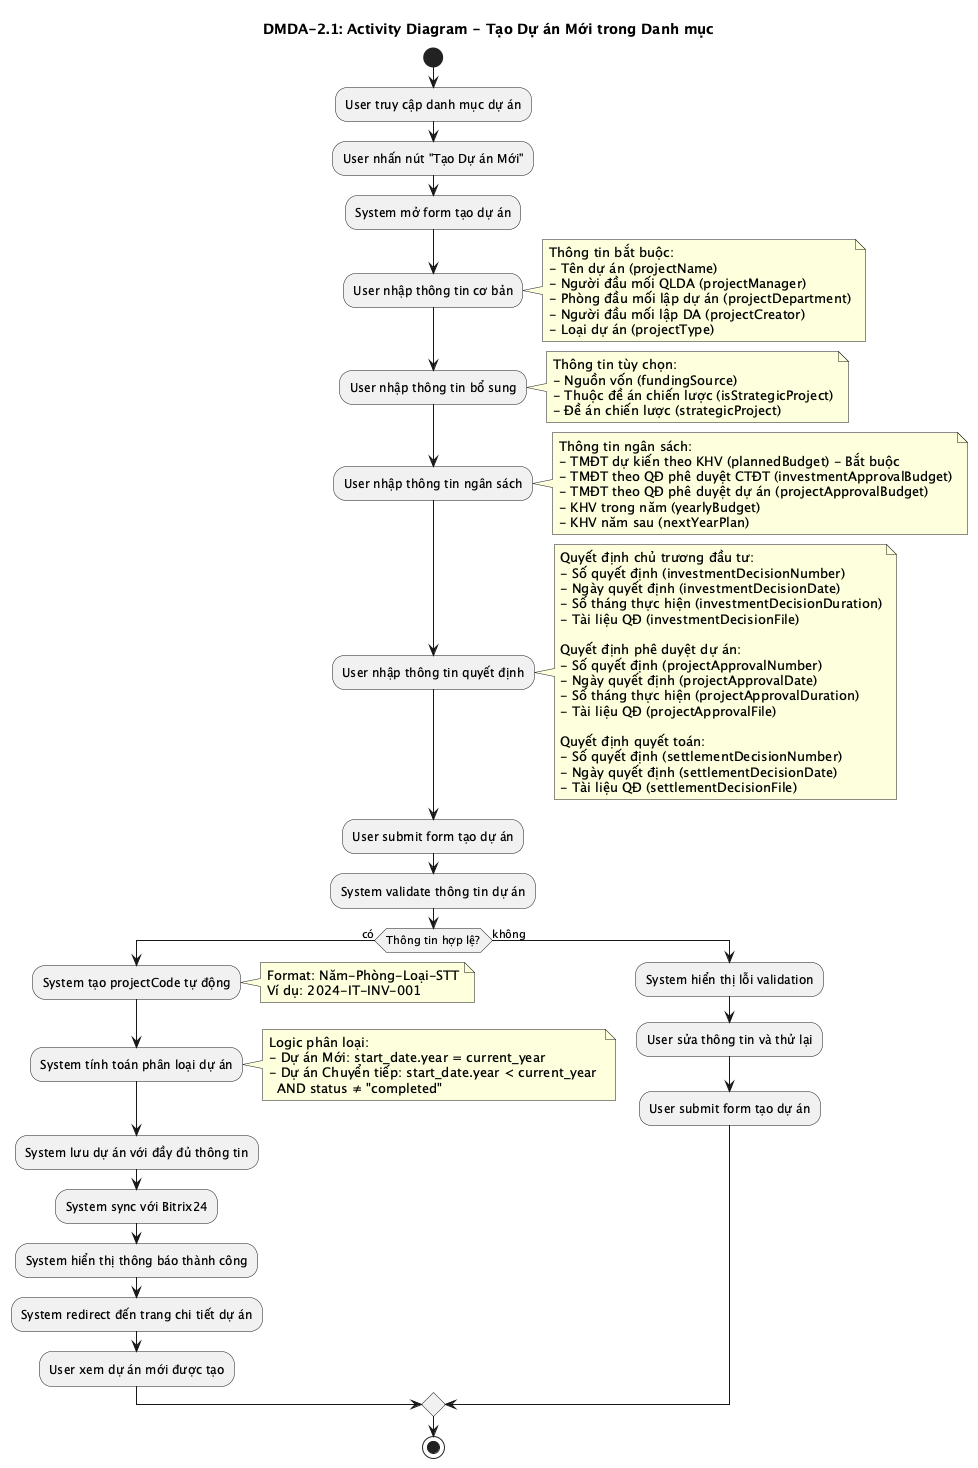 DMDA-2.1: Activity Diagram - Tạo Dự án Mới trong Danh mục
User truy cập danh mục dự án
User nhấn nút "Tạo Dự án Mới"
System mở form tạo dự án
User nhập thông tin cơ bản
Thông tin bắt buộc:
- Tên dự án (projectName)
- Người đầu mối QLDA (projectManager)
- Phòng đầu mối lập dự án (projectDepartment)
- Người đầu mối lập DA (projectCreator)
- Loại dự án (projectType)
User nhập thông tin bổ sung
Thông tin tùy chọn:
- Nguồn vốn (fundingSource)
- Thuộc đề án chiến lược (isStrategicProject)
- Đề án chiến lược (strategicProject)
User nhập thông tin ngân sách
Thông tin ngân sách:
- TMĐT dự kiến theo KHV (plannedBudget) - Bắt buộc
- TMĐT theo QĐ phê duyệt CTĐT (investmentApprovalBudget)
- TMĐT theo QĐ phê duyệt dự án (projectApprovalBudget)
- KHV trong năm (yearlyBudget)
- KHV năm sau (nextYearPlan)
User nhập thông tin quyết định
Quyết định chủ trương đầu tư:
- Số quyết định (investmentDecisionNumber)
- Ngày quyết định (investmentDecisionDate)
- Số tháng thực hiện (investmentDecisionDuration)
- Tài liệu QĐ (investmentDecisionFile)
Quyết định phê duyệt dự án:
- Số quyết định (projectApprovalNumber)
- Ngày quyết định (projectApprovalDate)
- Số tháng thực hiện (projectApprovalDuration)
- Tài liệu QĐ (projectApprovalFile)
Quyết định quyết toán:
- Số quyết định (settlementDecisionNumber)
- Ngày quyết định (settlementDecisionDate)
- Tài liệu QĐ (settlementDecisionFile)
User submit form tạo dự án
System validate thông tin dự án
Thông tin hợp lệ?
có
không
System tạo projectCode tự động
Format: Năm-Phòng-Loại-STT
Ví dụ: 2024-IT-INV-001
System tính toán phân loại dự án
Logic phân loại:
- Dự án Mới: start_date.year = current_year
- Dự án Chuyển tiếp: start_date.year < current_year
AND status ≠ "completed"
System lưu dự án với đầy đủ thông tin
System sync với Bitrix24
System hiển thị thông báo thành công
System redirect đến trang chi tiết dự án
User xem dự án mới được tạo
System hiển thị lỗi validation
User sửa thông tin và thử lại
User submit form tạo dự án